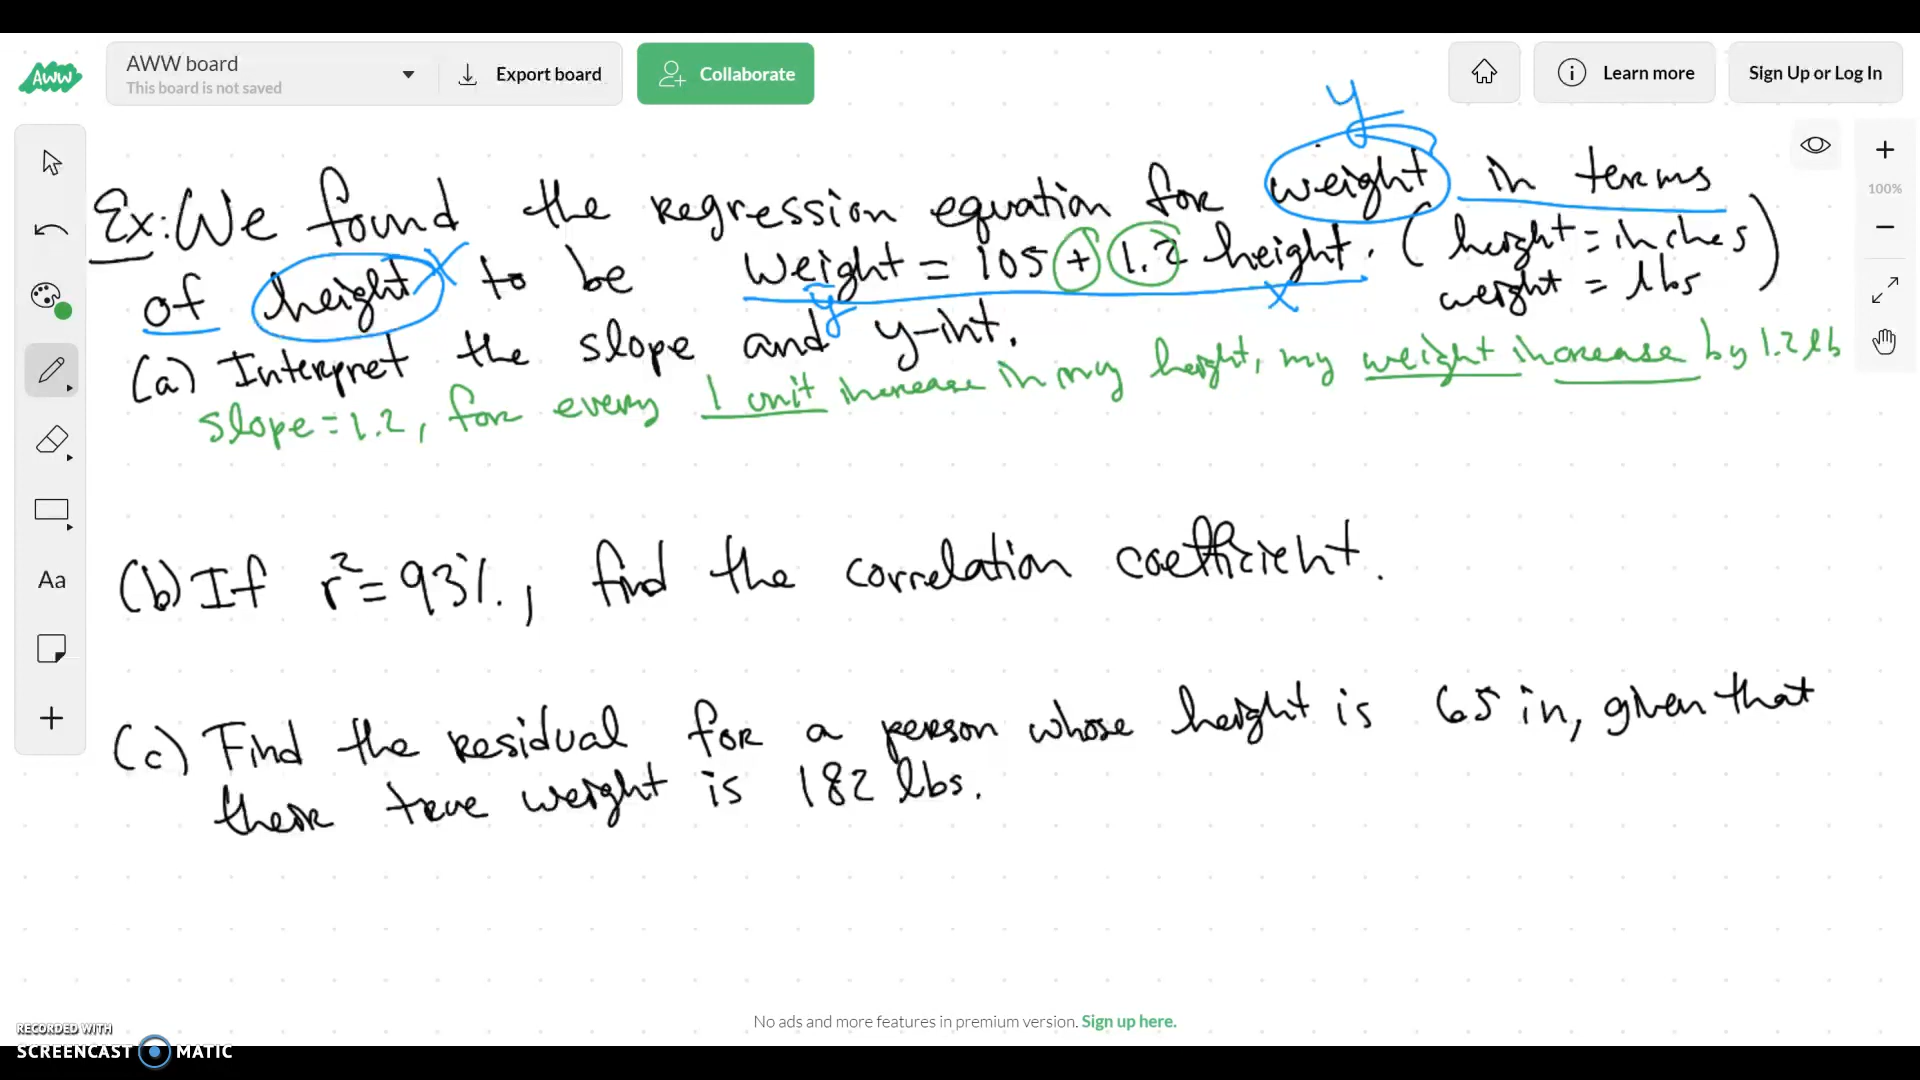 AWW
AWW board
This board is not saved
Export board
Collaborate
Learn more
Sign Up or Log In
y
Ex: We found the regression equation for weight in terms
of height x to be weight = 105 + 1.2 height. (height = inches
weight = lbs)
y
x
(a) Interpret the slope and y-int.
slope = 1.2, for every 1 unit increase in my height, my weight increase by 1.2 lb
(b) If r² = 93%, find the correlation coefficient.
(c) Find the residual for a person whose height is 65 in, given that
their true weight is 182 lbs.
100%
Aa
No ads and more features in premium version. Sign up here.
RECORDED WITH
SCREENCAST MATIC